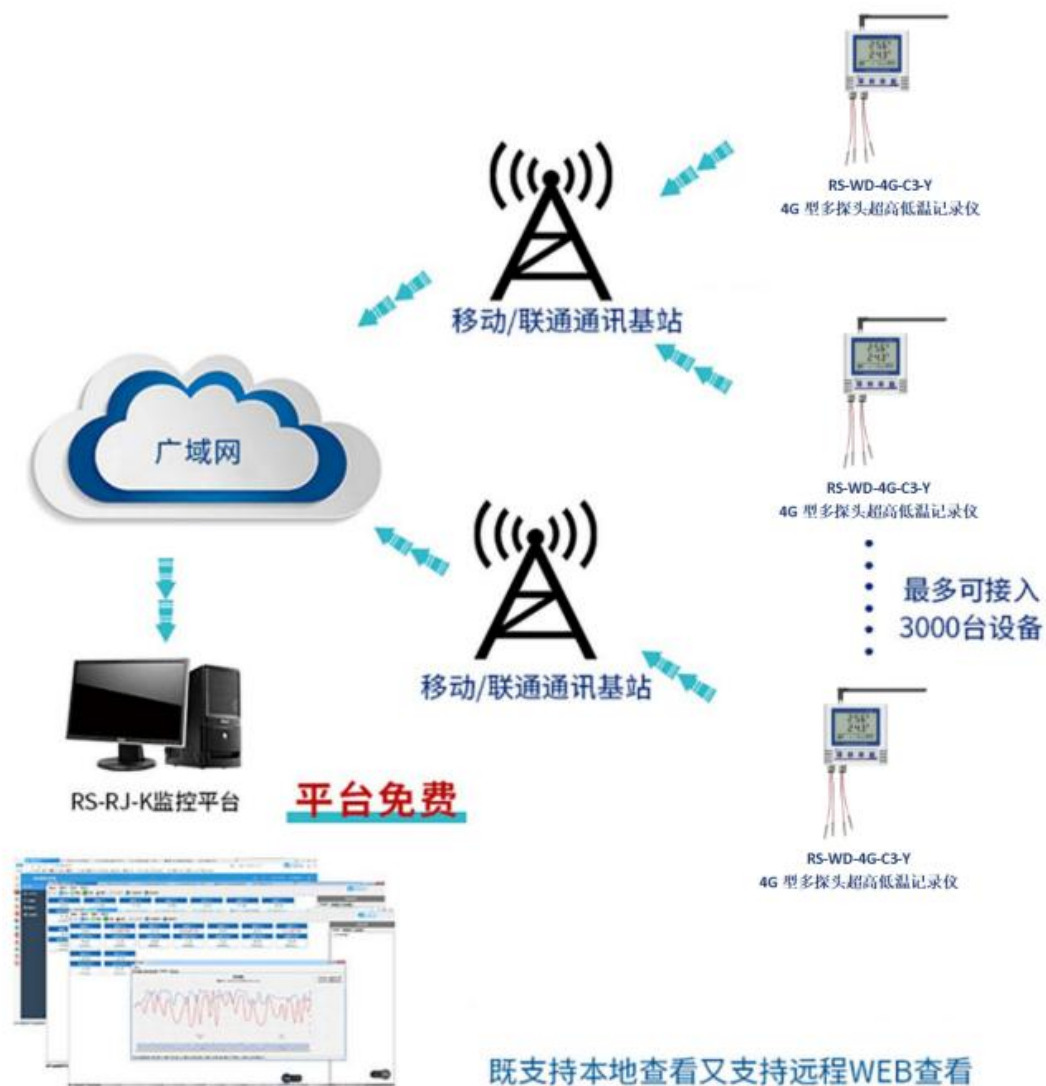 RS-WD-4G-C3-Y
4G 型多探头超高低温记录仪
移动/联通通讯基站
广域网
RS-WD-4G-C3-Y
4G 型多探头超高低温记录仪
最多可接入
3000台设备
移动/联通通讯基站
RS-RJ-K监控平台
平台免费
RS-WD-4G-C3-Y
4G 型多探头超高低温记录仪
既支持本地查看又支持远程WEB查看